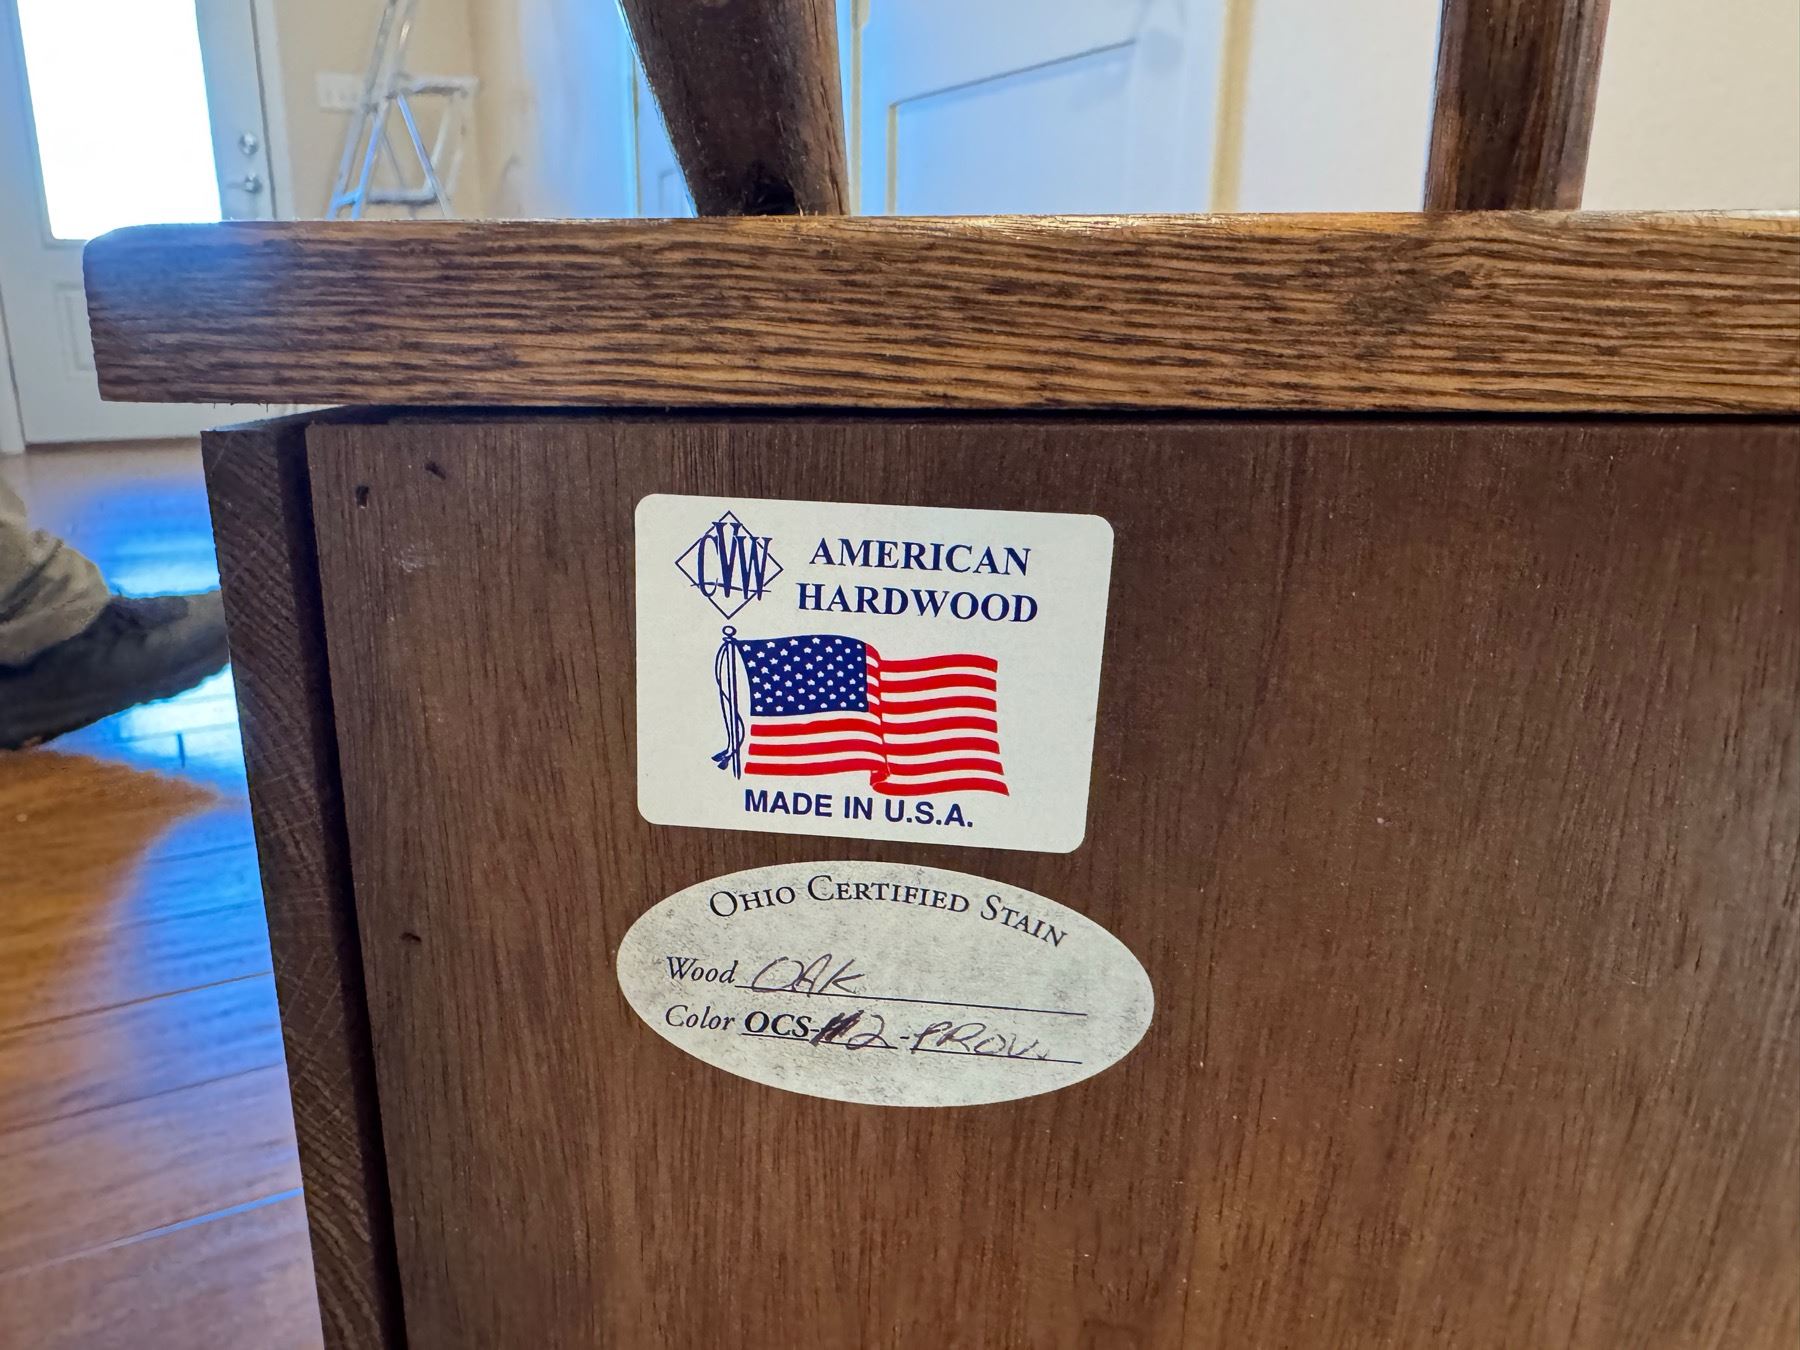 CVW
AMERICAN
HARDWOOD
MADE IN U.S.A.
OHIO CERTIFIED STAIN
Wood OAK
Color OCS-112-PROV.